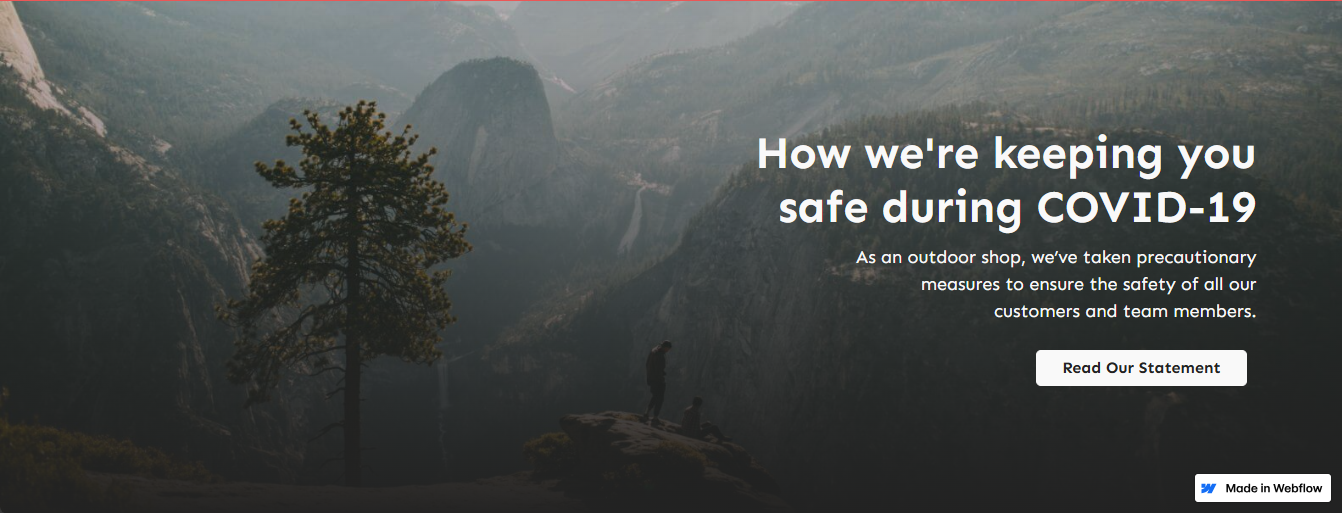 How we're keeping you
safe during COVID-19
As an outdoor shop, we’ve taken precautionary
measures to ensure the safety of all our
customers and team members.
Read Our Statement
Made in Webflow